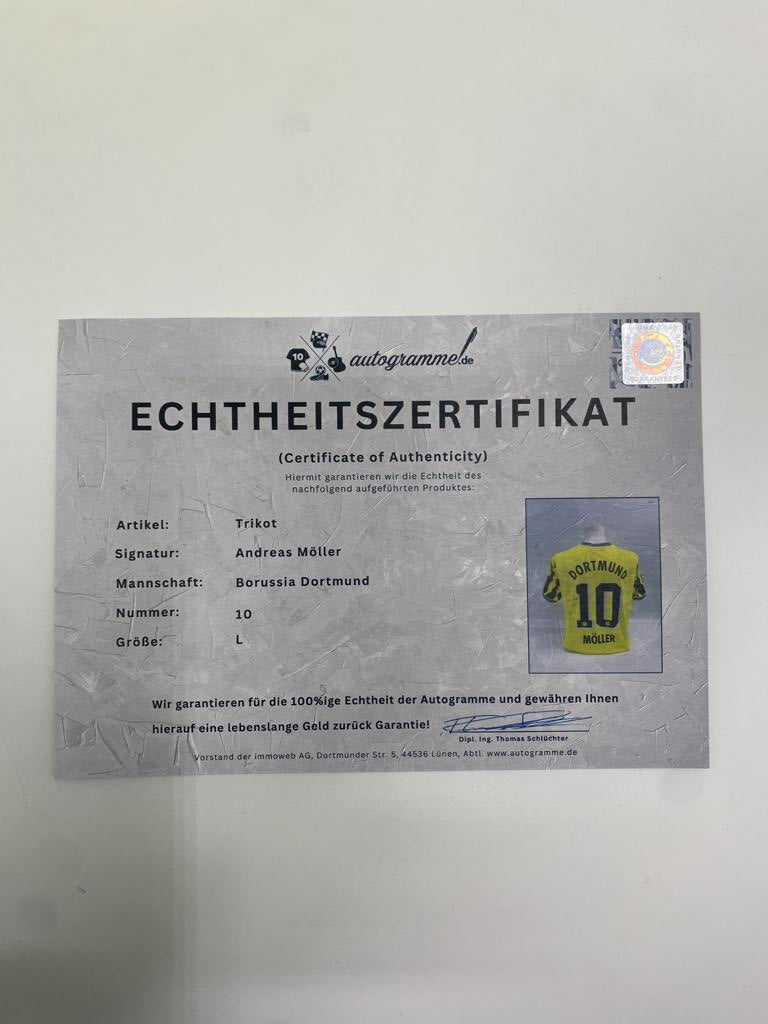 10
autogramme!.de
ECHTHEITSZERTIFIKAT
(Certificate of Authenticity)
Hiermit garantieren wir die Echtheit des
nachfolgend aufgeführten Produktes:
Artikel: Trikot
Signatur: Andreas Möller
Mannschaft: Borussia Dortmund
Nummer: 10
Größe: L
DORTMUND
10
MÖLLER
Wir garantieren für die 100%ige Echtheit der Autogramme und gewähren Ihnen
hierauf eine lebenslange Geld zurück Garantie!
Dipl. Ing. Thomas Schlüchter
Vorstand der immoweb AG, Dortmunder Str. 5, 44536 Lünen, Abtl. www.autogramme.de